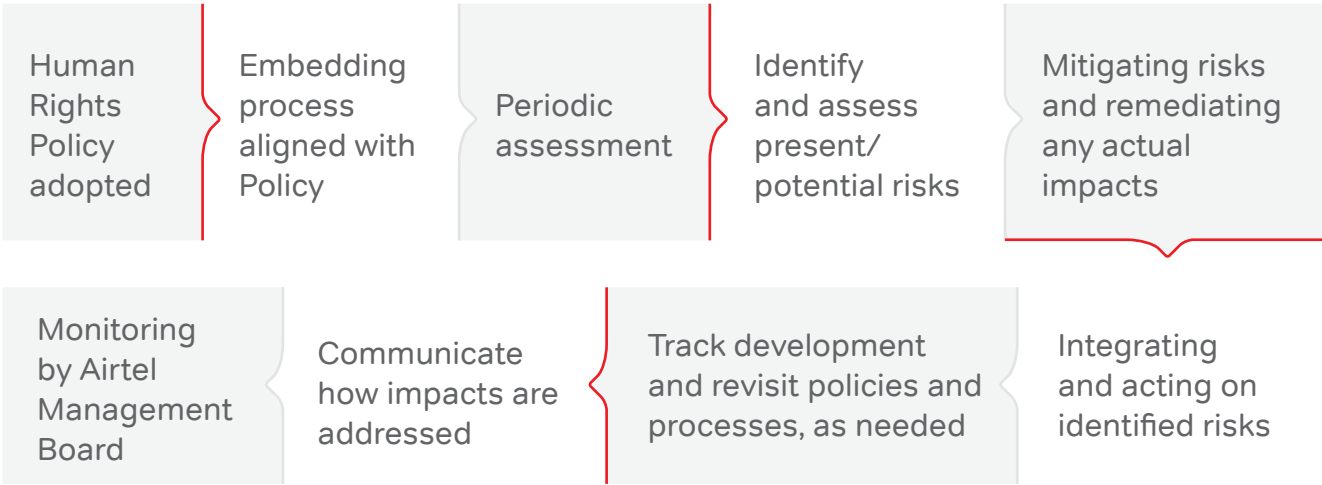 Human
Rights
Policy
adopted
Embedding
process
aligned with
Policy
Periodic
assessment
Identify
and assess
present/
potential risks
Mitigating risks
and remediating
any actual
impacts
Integrating
and acting on
identified risks
Track development
and revisit policies and
processes, as needed
Communicate
how impacts are
addressed
Monitoring
by Airtel
Management
Board